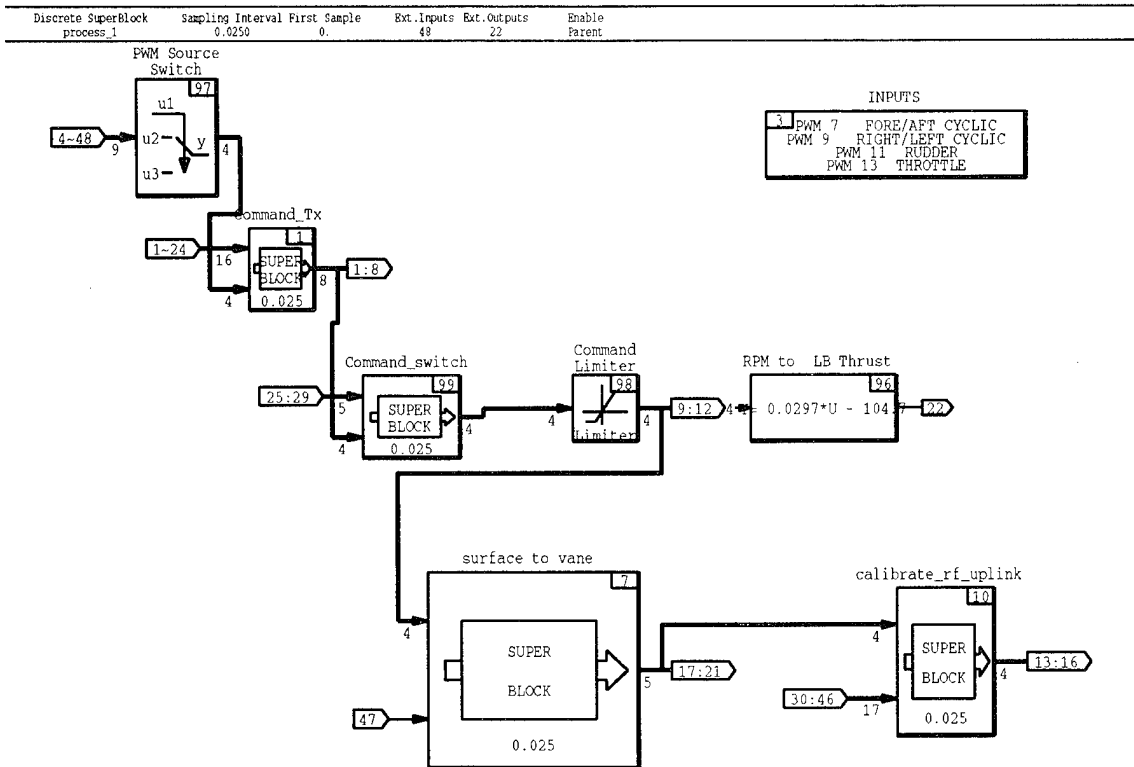 Discrete SuperBlock Sampling Interval First Sample Ext.Inputs Ext.Outputs Enable
process_1 0.0250 0. 48 22 Parent
PWM Source
Switch
97
u1
u2
u3
y
4~48
9
4
INPUTS
3
PWM 7 FORE/AFT CYCLIC
PWM 9 RIGHT/LEFT CYCLIC
PWM 11 RUDDER
PWM 13 THROTTLE
Command_Tx
1
1~24
16
4
SUPER
BLOCK
0.025
8
1:8
Command_switch
99
25:29
5
4
SUPER
BLOCK
0.025
4
Command
Limiter
98
4
Limiter
4
9:12
RPM to LB Thrust
96
4
= 0.0297*U - 104.7
22
surface to vane
7
4
SUPER
BLOCK
47
0.025
5
17:21
calibrate_rf_uplink
10
4
SUPER
BLOCK
30:46
17
0.025
4
13:16